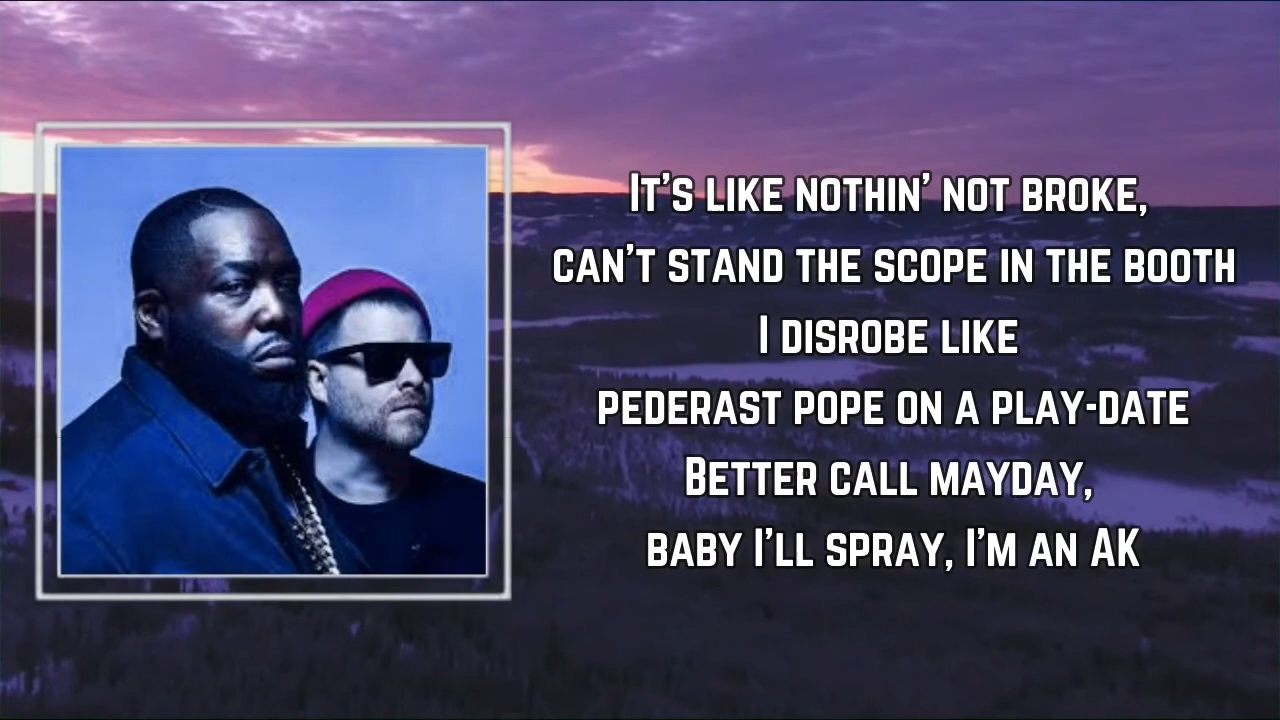 It's like nothin' not broke,
can't stand the scope in the booth
I disrobe like
pederast pope on a play-date
Better call mayday,
baby I'll spray, I'm an AK